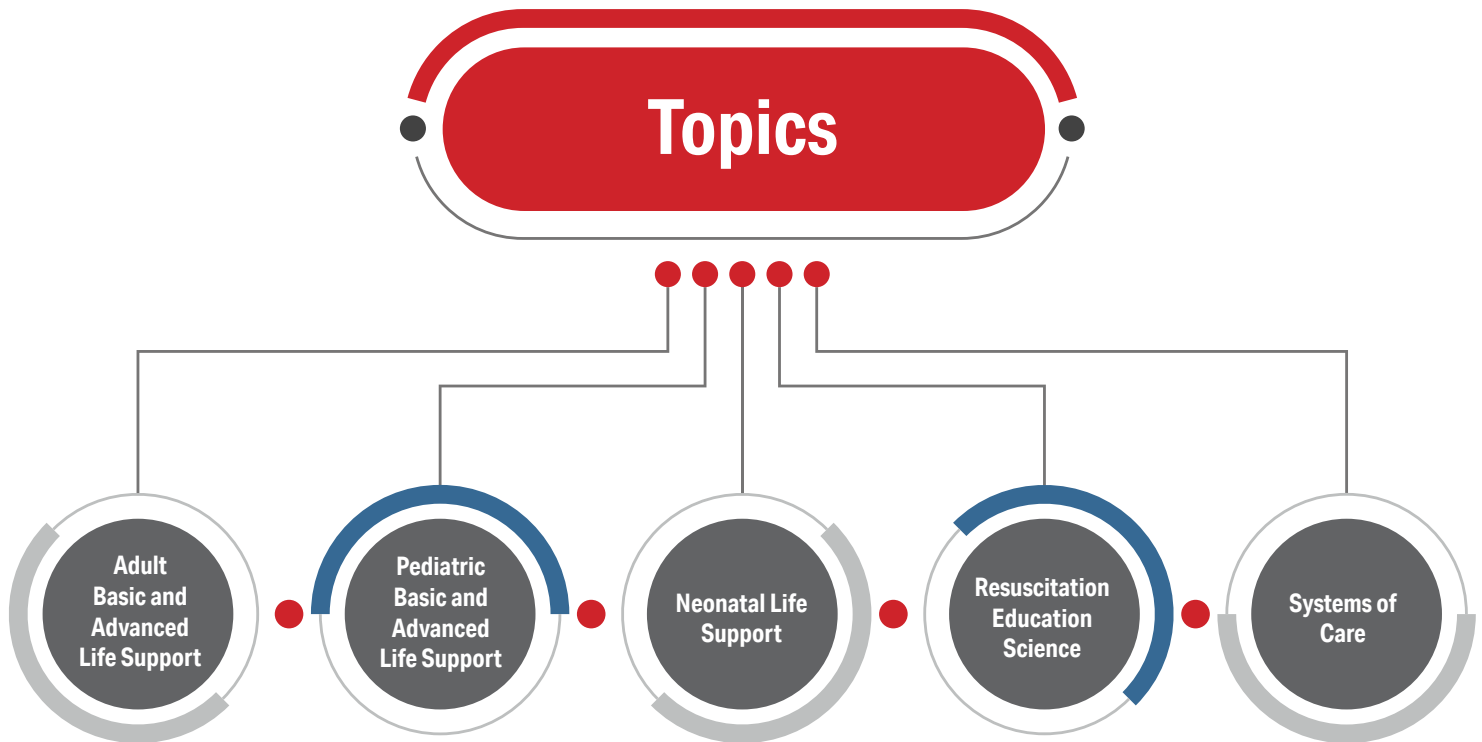 Topics
Adult
Basic and
Advanced
Life Support
Pediatric
Basic and
Advanced
Life Support
Neonatal Life
Support
Resuscitation
Education
Science
Systems of
Care